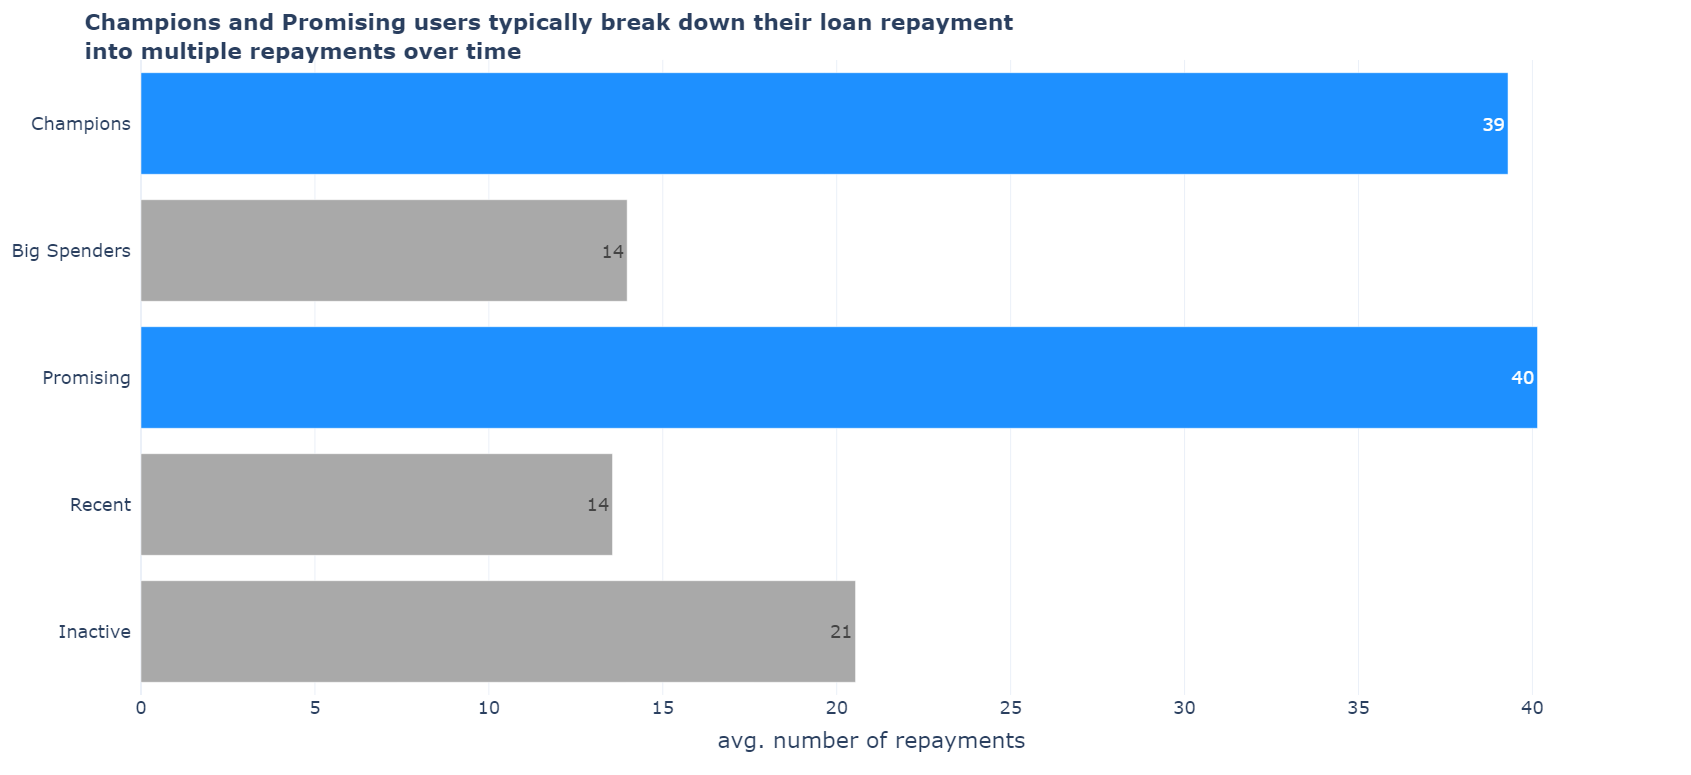 Champions and Promising users typically break down their loan repayment
into multiple repayments over time
Champions
39
Big Spenders
14
Promising
40
Recent
14
Inactive
21
0 5 10 15 20 25 30 35 40
avg. number of repayments